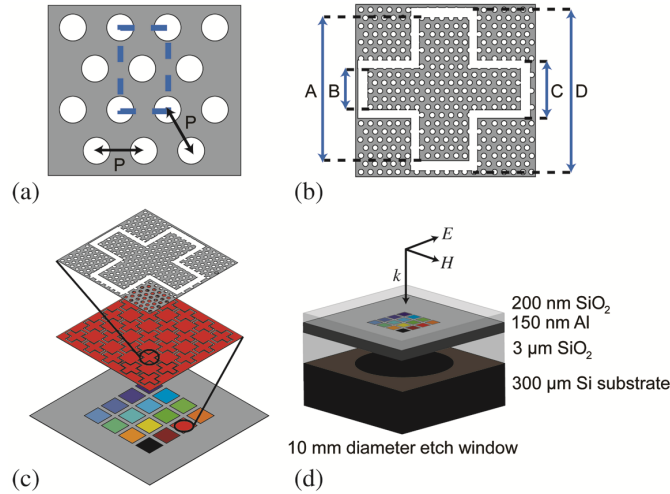 P
P
(a)
A
B
C
D
(b)
(c)
E
H
k
200 nm SiO₂
150 nm Al
3 µm SiO₂
300 µm Si substrate
10 mm diameter etch window
(d)